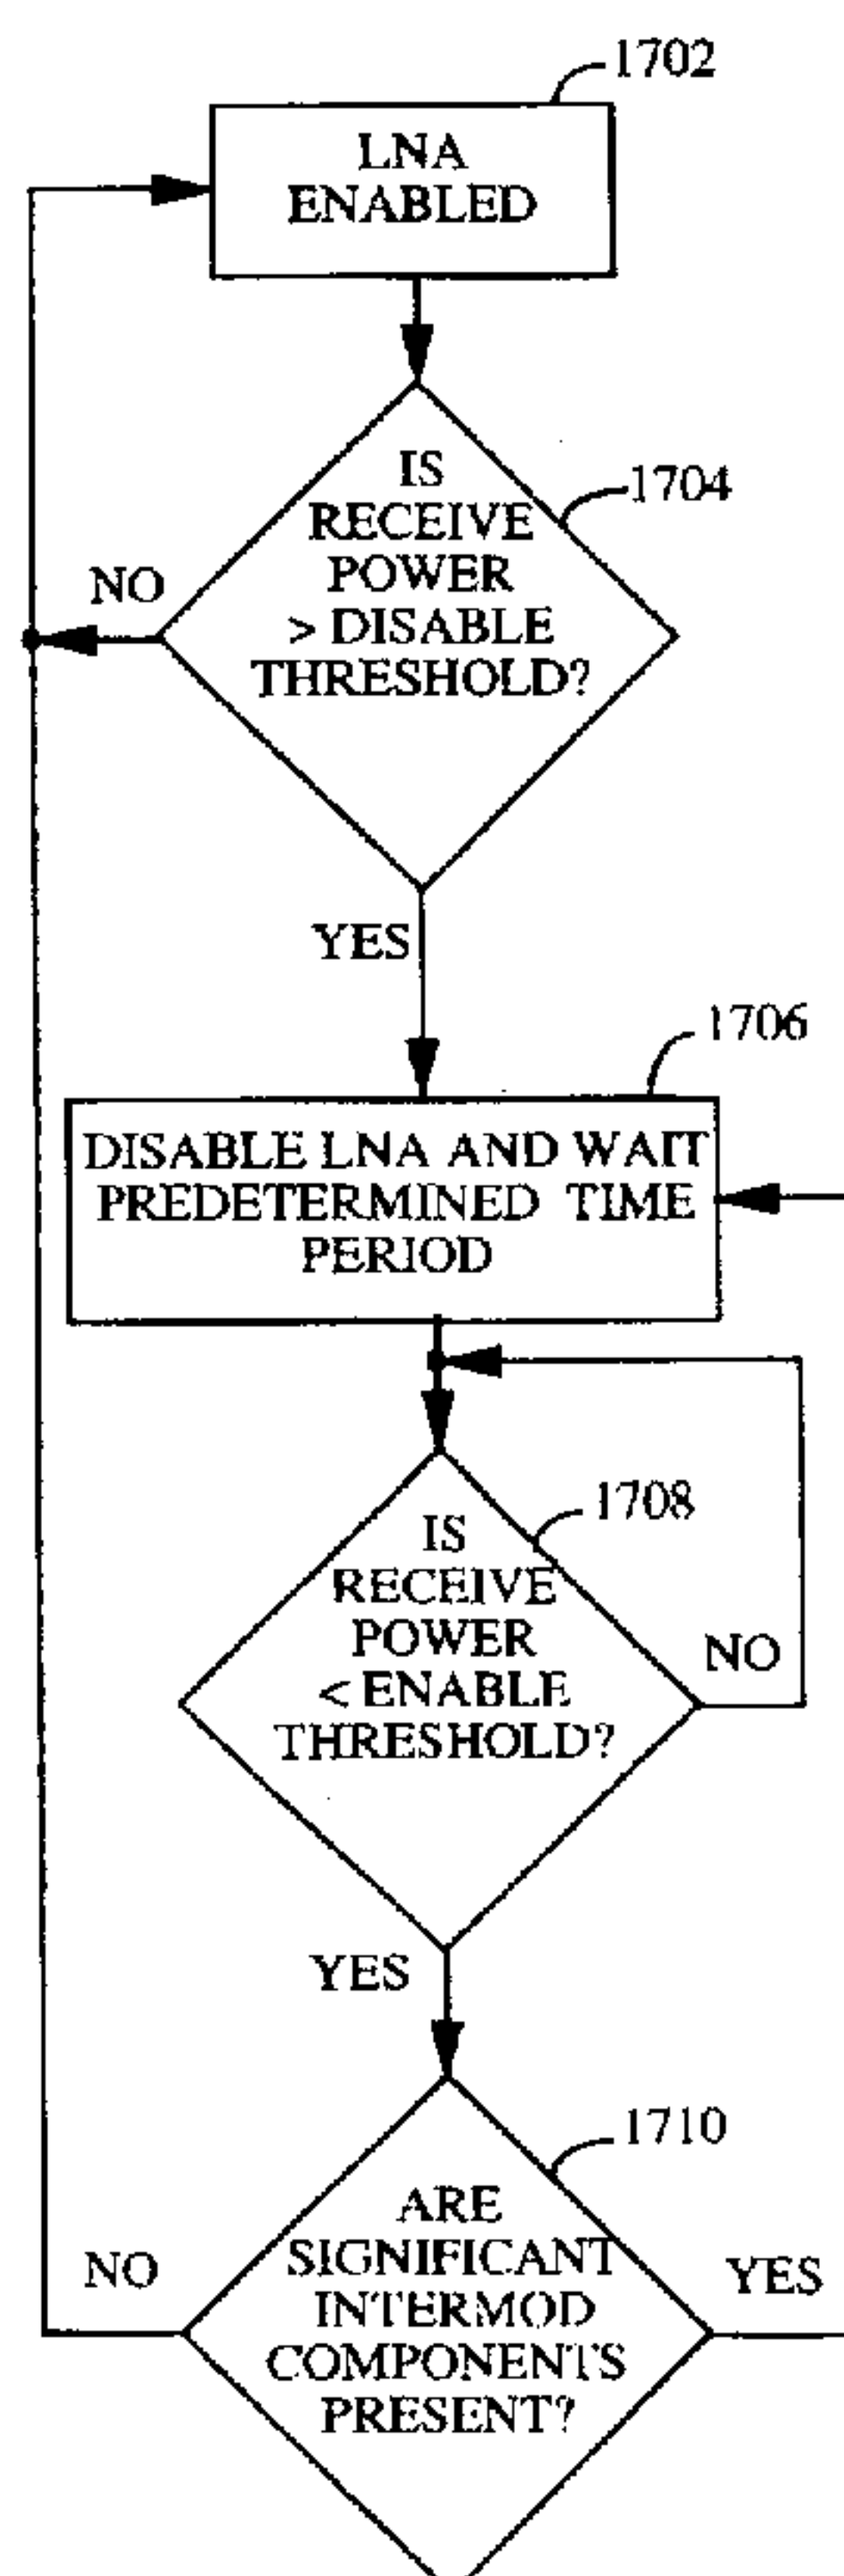 1702
LNA
ENABLED
IS
RECEIVE
POWER
> DISABLE
THRESHOLD?
1704
NO
YES
1706
DISABLE LNA AND WAIT
PREDETERMINED TIME
PERIOD
1708
IS
RECEIVE
POWER
< ENABLE
THRESHOLD?
NO
YES
1710
ARE
SIGNIFICANT
INTERMOD
COMPONENTS
PRESENT?
NO
YES